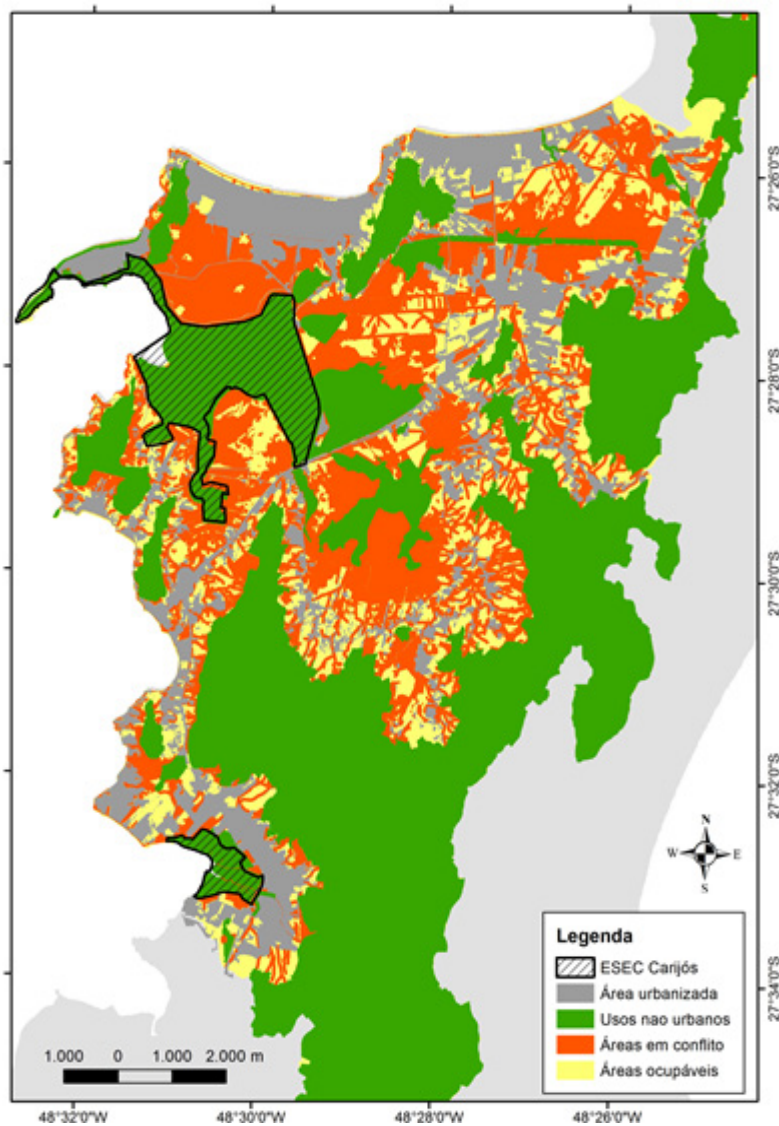 27°26'0"S
27°28'0"S
27°30'0"S
27°32'0"S
27°34'0"S
N
W E
S
Legenda
ESEC Carijós
Área urbanizada
Usos nao urbanos
Áreas em conflito
Áreas ocupáveis
1.000 0 1.000 2.000 m
48°32'0"W 48°30'0"W 48°28'0"W 48°26'0"W